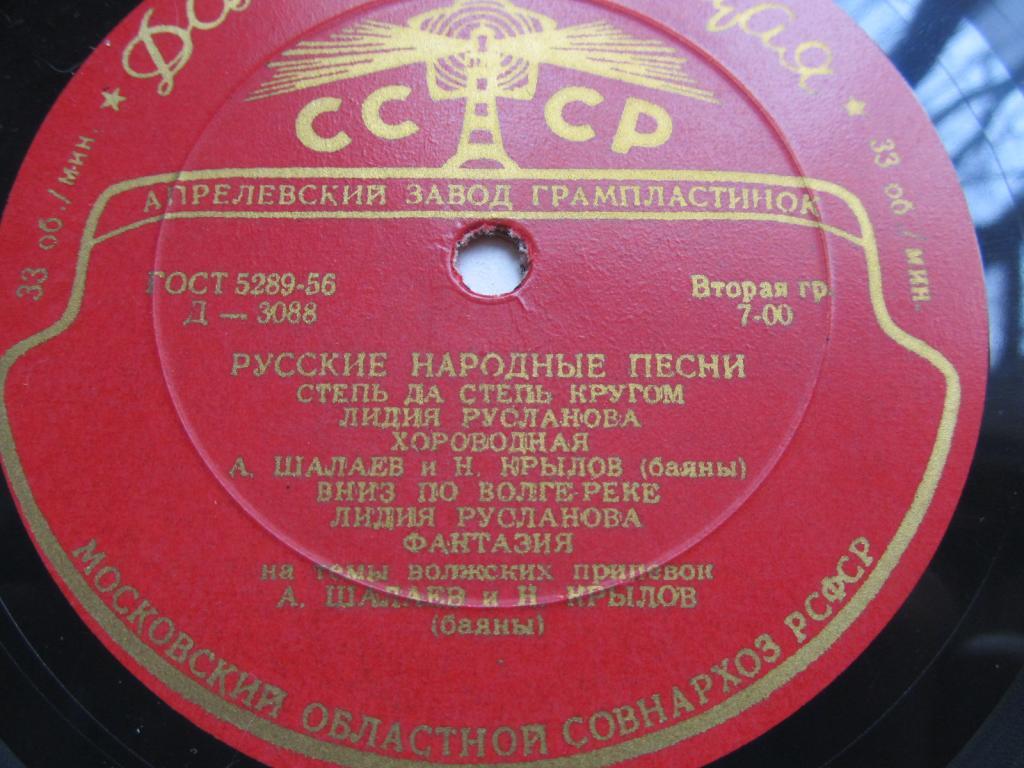 СССР
АПРЕЛЕВСКИЙ ЗАВОД ГРАМПЛАСТИНОК
33 об./мин.
33 об./мин.
ГОСТ 5289-56
Д — 3088
Вторая гр.
7-00
РУССКИЕ НАРОДНЫЕ ПЕСНИ
СТЕПЬ ДА СТЕПЬ КРУГОМ
ЛИДИЯ РУСЛАНОВА
ХОРОВОДНАЯ
А. ШАЛАЕВ и Н. КРЫЛОВ (баяны)
ВНИЗ ПО ВОЛГЕ-РЕКЕ
ЛИДИЯ РУСЛАНОВА
ФАНТАЗИЯ
на темы волжских припевок
А. ШАЛАЕВ и Н. КРЫЛОВ
(баяны)
МОСКОВСКИЙ ОБЛАСТНОЙ СОВНАРХОЗ РСФСР